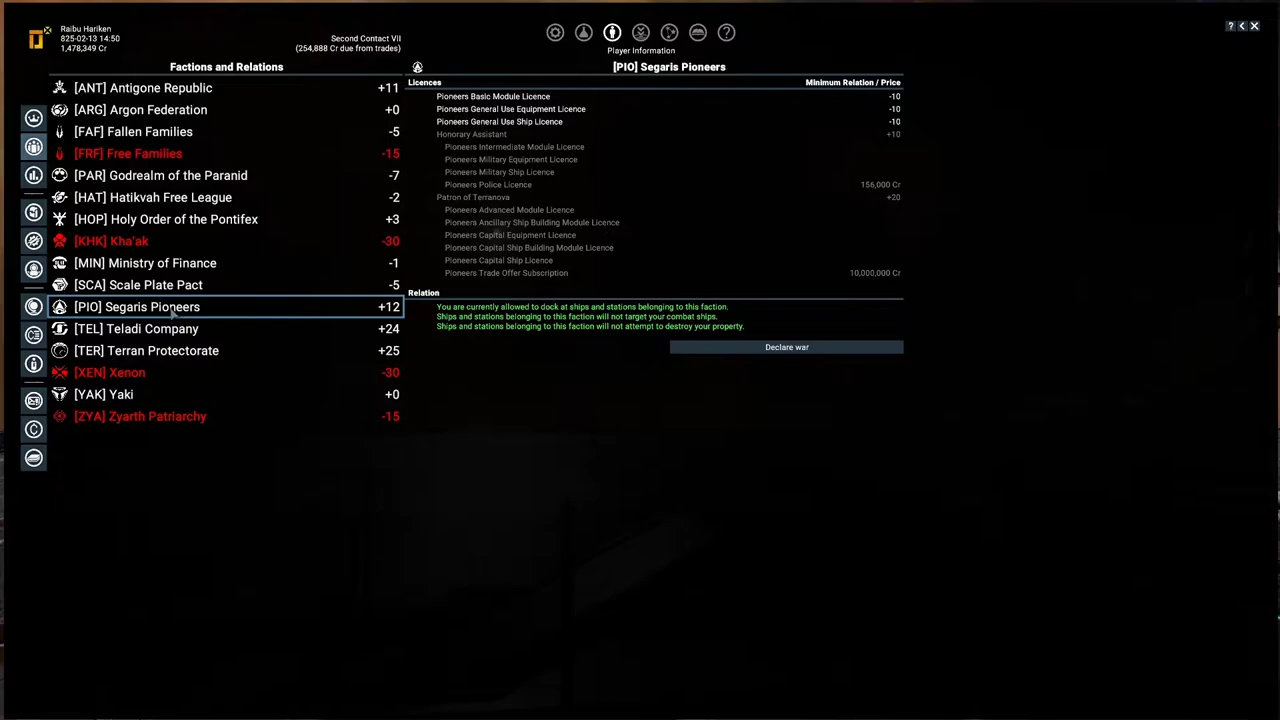 Raibu Hariken
825-02-13 14:50
1,478,349 Cr
Second Contact VII
(254,888 Cr due from trades)
Player Information
? < X
Factions and Relations
[ANT] Antigone Republic +11
[ARG] Argon Federation +0
[FAF] Fallen Families -5
[FRF] Free Families -15
[PAR] Godrealm of the Paranid -7
[HAT] Hatikvah Free League -2
[HOP] Holy Order of the Pontifex +3
[KHK] Kha'ak -30
[MIN] Ministry of Finance -1
[SCA] Scale Plate Pact -5
[PIO] Segaris Pioneers +12
[TEL] Teladi Company +24
[TER] Terran Protectorate +25
[XEN] Xenon -30
[YAK] Yaki +0
[ZYA] Zyarth Patriarchy -15
[PIO] Segaris Pioneers
Licences Minimum Relation / Price
Pioneers Basic Module Licence -10
Pioneers General Use Equipment Licence -10
Pioneers General Use Ship Licence -10
Honorary Assistant +10
Pioneers Intermediate Module Licence
Pioneers Military Equipment Licence
Pioneers Military Ship Licence
Pioneers Police Licence 156,000 Cr
Patron of Terranova +20
Pioneers Advanced Module Licence
Pioneers Ancillary Ship Building Module Licence
Pioneers Capital Equipment Licence
Pioneers Capital Ship Building Module Licence
Pioneers Capital Ship Licence
Pioneers Trade Offer Subscription 10,000,000 Cr
Relation
You are currently allowed to dock at ships and stations belonging to this faction.
Ships and stations belonging to this faction will not target your combat ships.
Ships and stations belonging to this faction will not attempt to destroy your property.
Declare war